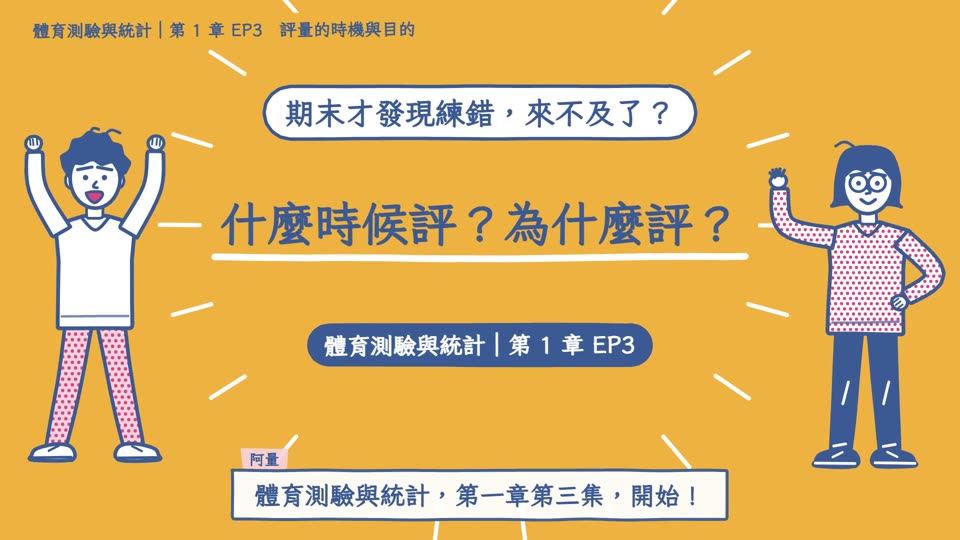 體育測驗與統計｜第 1 章 EP3　評量的時機與目的
期末才發現練錯，來不及了？
什麼時候評？為什麼評？
體育測驗與統計｜第 1 章 EP3
阿量
體育測驗與統計，第一章第三集，開始！